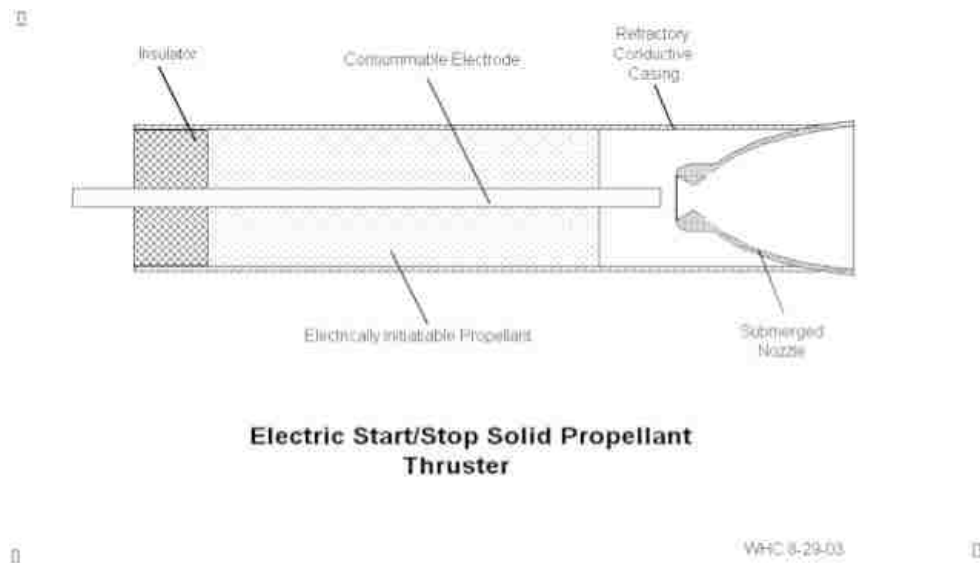 Insulator
Consummable Electrode
Refractory
Conductive
Casing
Electrically Initiatiable Propellant
Submerged
Nozzle
Electric Start/Stop Solid Propellant
Thruster
WHC 8-29-03